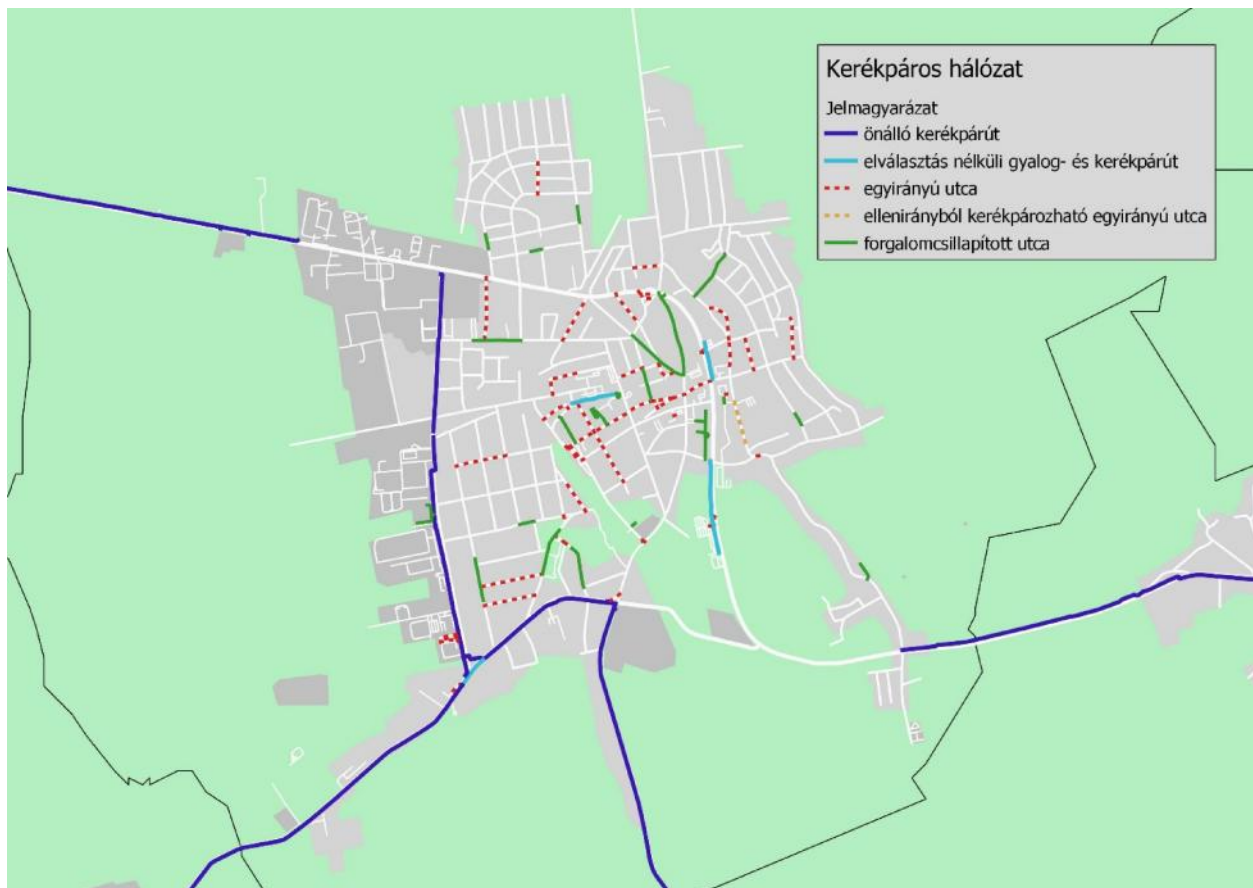 Kerékpáros hálózat
Jelmagyarázat
önálló kerékpárút
elválasztás nélküli gyalog- és kerékpárút
egyirányú utca
ellenirányból kerékpározható egyirányú utca
forgalomcsillapított utca